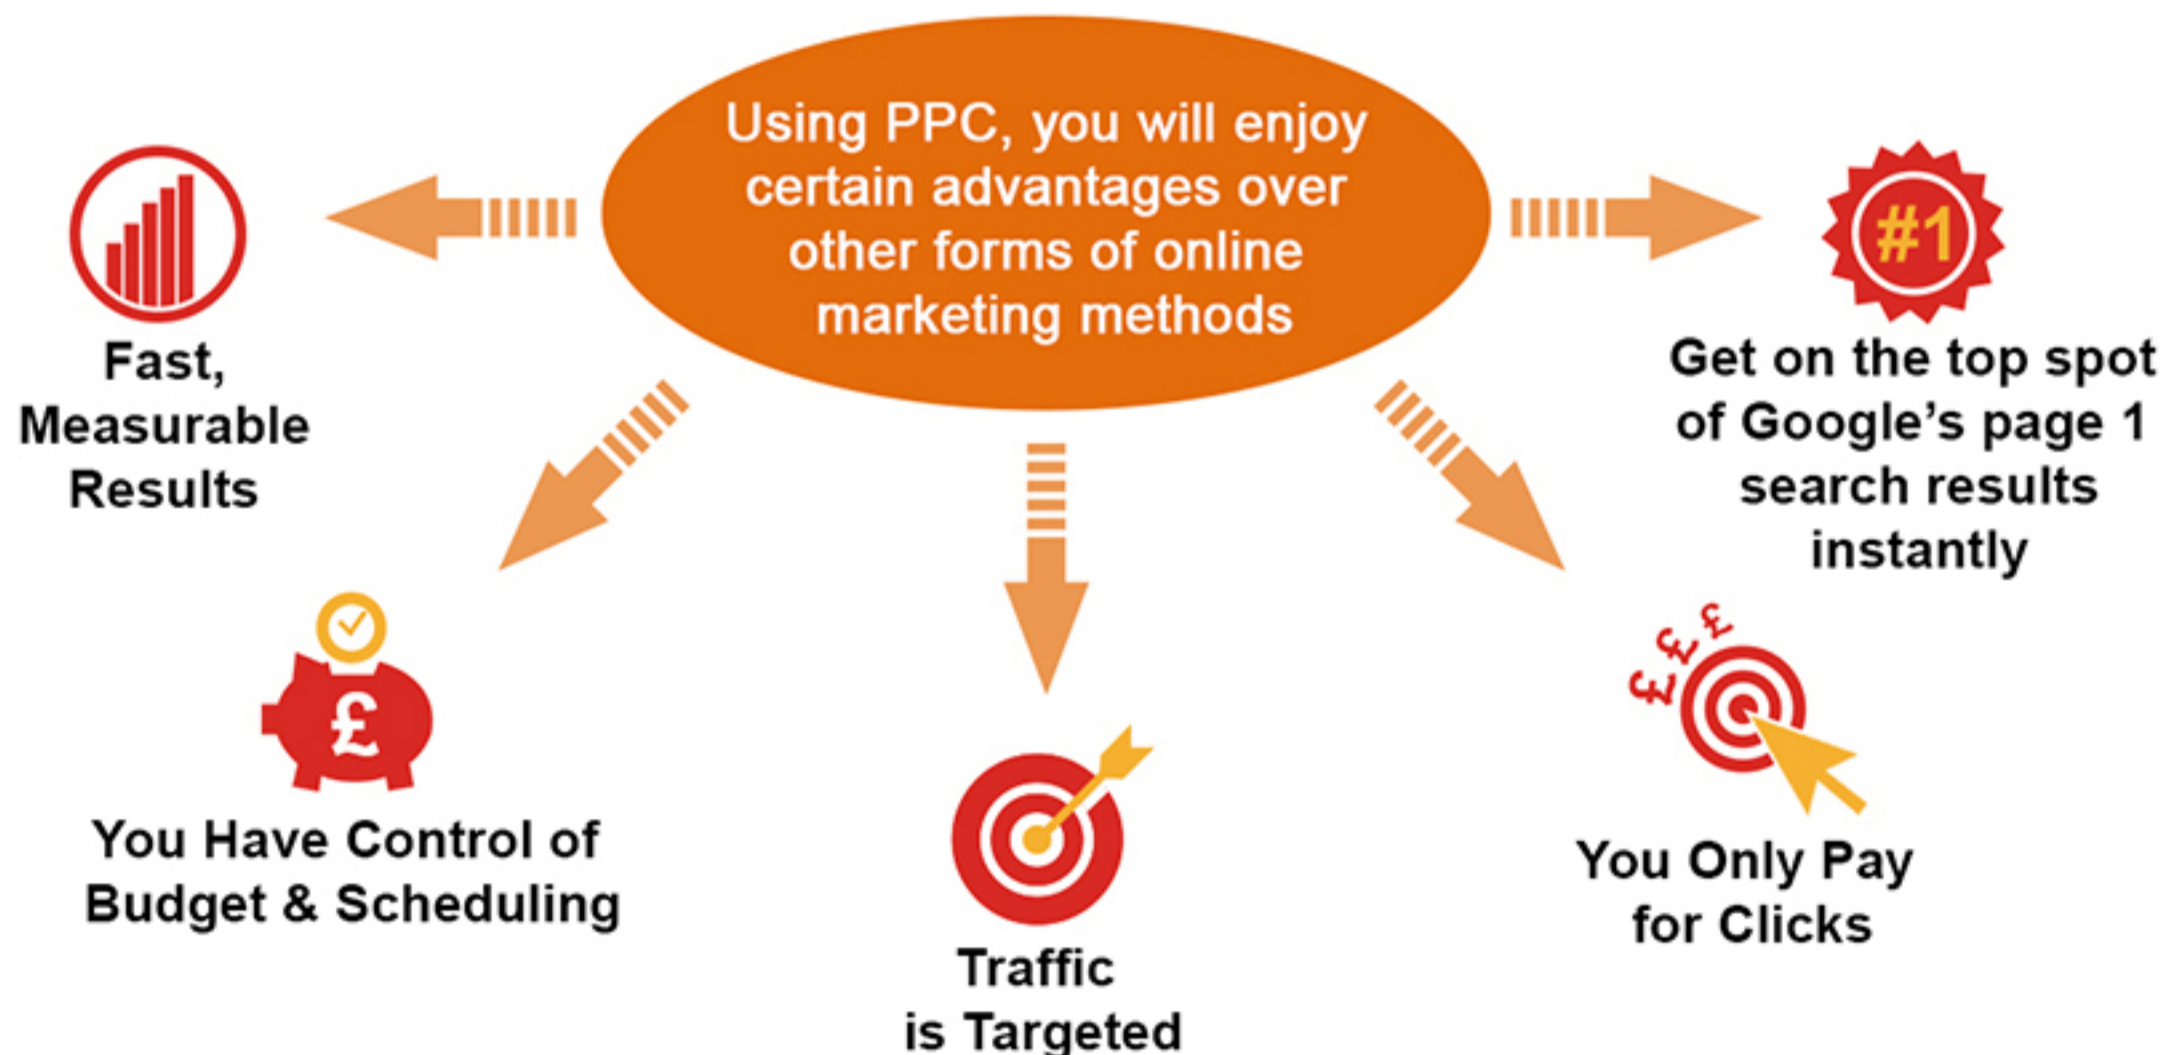 Using PPC, you will enjoy
certain advantages over
other forms of online
marketing methods
Fast,
Measurable
Results
#1
Get on the top spot
of Google’s page 1
search results
instantly
£
You Have Control of
Budget & Scheduling
Traffic
is Targeted
£ £ £
You Only Pay
for Clicks